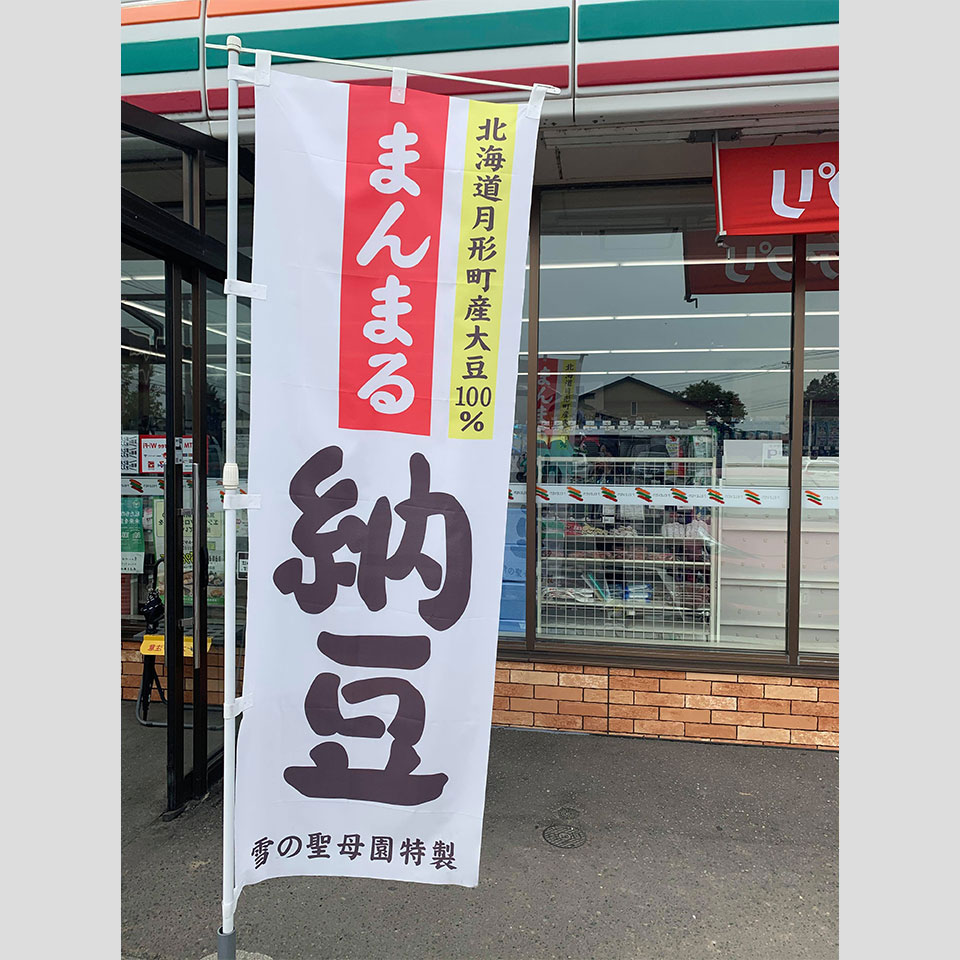 北海道月形町産大豆100%
まんまる
納豆
雪の聖母園特製